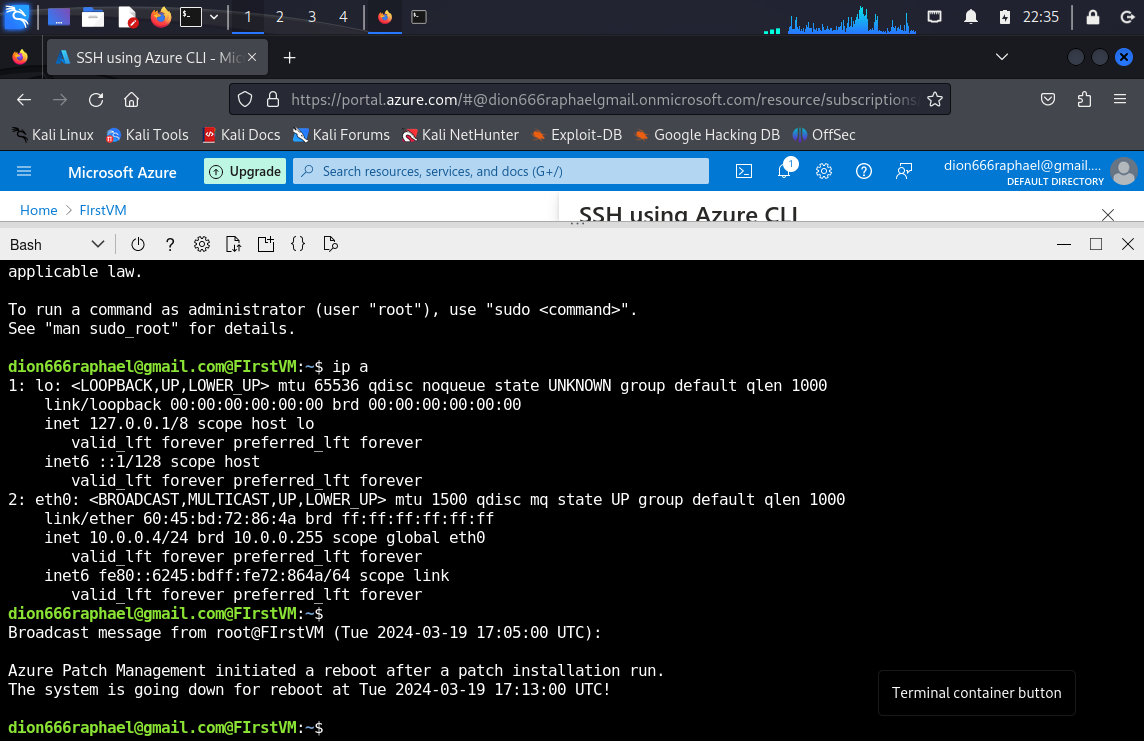 1 2 3 4 22:35
SSH using Azure CLI - Mic
https://portal.azure.com/#@dion666raphaelgmail.onmicrosoft.com/resource/subscriptions
Kali Linux Kali Tools Kali Docs Kali Forums Kali NetHunter Exploit-DB Google Hacking DB OffSec
Microsoft Azure Upgrade Search resources, services, and docs (G+/) 1 dion666raphael@gmail....
DEFAULT DIRECTORY
Home > FIrstVM
SSH using Azure CLI
Bash
applicable law.
To run a command as administrator (user "root"), use "sudo <command>".
See "man sudo_root" for details.
dion666raphael@gmail.com@FIrstVM:~$ ip a
1: lo: <LOOPBACK,UP,LOWER_UP> mtu 65536 qdisc noqueue state UNKNOWN group default qlen 1000
link/loopback 00:00:00:00:00:00 brd 00:00:00:00:00:00
inet 127.0.0.1/8 scope host lo
valid_lft forever preferred_lft forever
inet6 ::1/128 scope host
valid_lft forever preferred_lft forever
2: eth0: <BROADCAST,MULTICAST,UP,LOWER_UP> mtu 1500 qdisc mq state UP group default qlen 1000
link/ether 60:45:bd:72:86:4a brd ff:ff:ff:ff:ff:ff
inet 10.0.0.4/24 brd 10.0.0.255 scope global eth0
valid_lft forever preferred_lft forever
inet6 fe80::6245:bdff:fe72:864a/64 scope link
valid_lft forever preferred_lft forever
dion666raphael@gmail.com@FIrstVM:~$
Broadcast message from root@FIrstVM (Tue 2024-03-19 17:05:00 UTC):
Azure Patch Management initiated a reboot after a patch installation run.
The system is going down for reboot at Tue 2024-03-19 17:13:00 UTC!
Terminal container button
dion666raphael@gmail.com@FIrstVM:~$